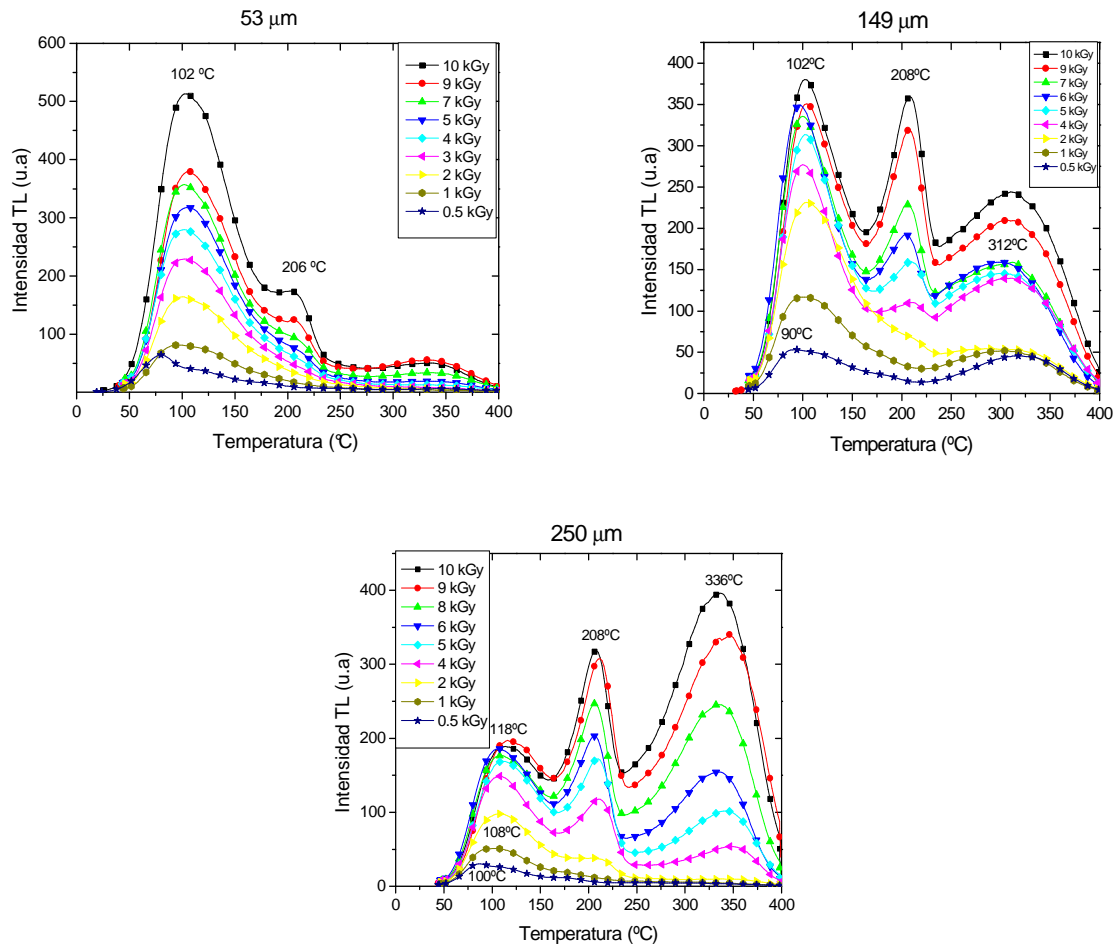 53 µm
Intensidad TL (u.a)
600
500
400
300
200
100
102 ºC
206 ºC
10 kGy
9 kGy
7 kGy
5 kGy
4 kGy
3 kGy
2 kGy
1 kGy
0.5 kGy
0 50 100 150 200 250 300 350 400
Temperatura (°C)
149 µm
Intensidad TL (u.a)
400
350
300
250
200
150
100
50
0
102ºC
208ºC
312ºC
90ºC
10 kGy
9 kGy
7 kGy
6 kGy
5 kGy
4 kGy
2 kGy
1 kGy
0.5 kGy
0 50 100 150 200 250 300 350 400
Temperatura (ºC)
250 µm
Intensidad TL (u.a)
400
300
200
100
0
10 kGy
9 kGy
8 kGy
6 kGy
5 kGy
4 kGy
2 kGy
1 kGy
0.5 kGy
336ºC
208ºC
118ºC
108ºC
100ºC
0 50 100 150 200 250 300 350 400
Temperatura (ºC)